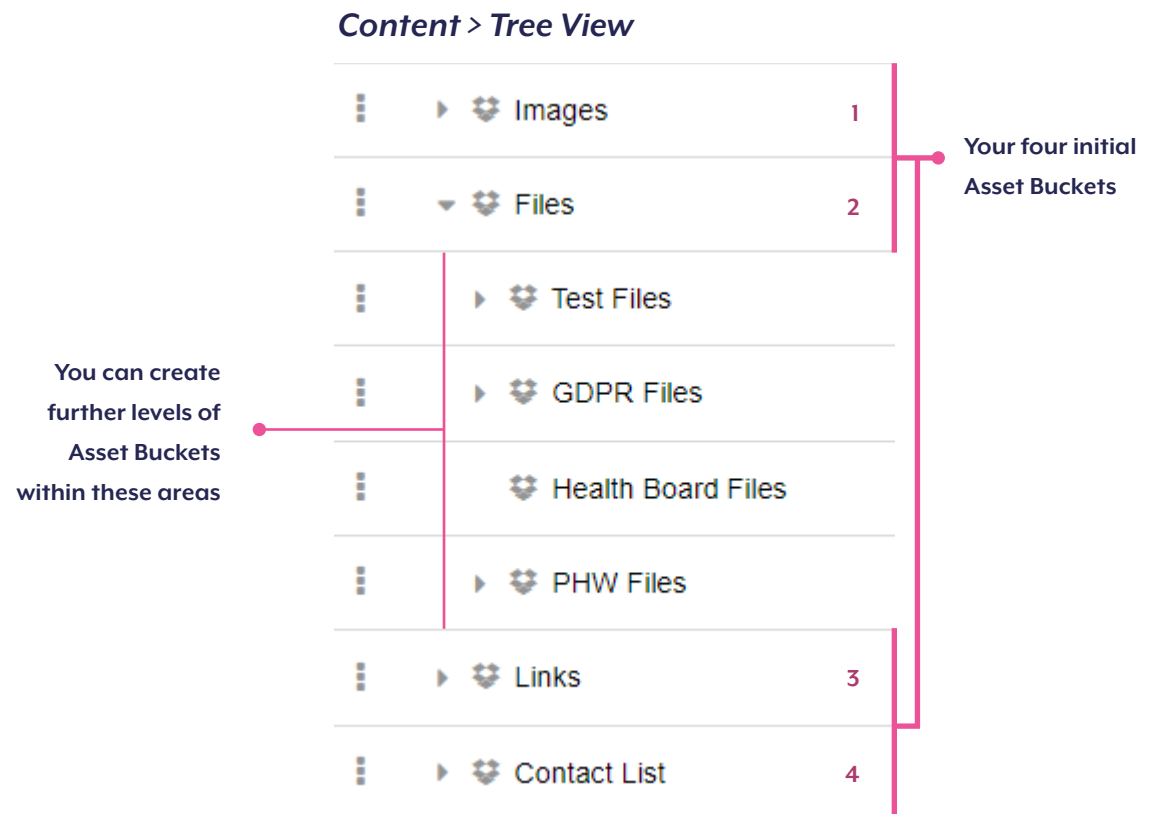 Content > Tree View
Images 1
Your four initial
Asset Buckets
Files 2
Test Files
You can create
further levels of
Asset Buckets
within these areas
GDPR Files
Health Board Files
PHW Files
Links 3
Contact List 4